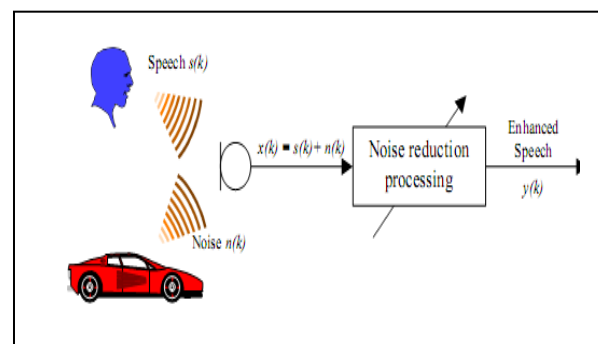 Speech s(k)
x(k) = s(k)+ n(k)
Noise reduction
processing
Enhanced
Speech
y(k)
Noise n(k)